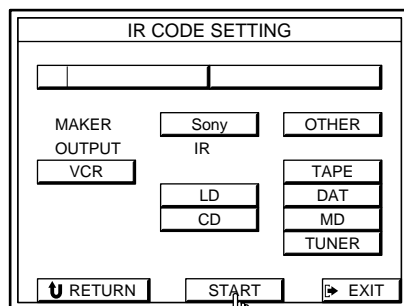 IR CODE SETTING
MAKER Sony OTHER
OUTPUT IR
VCR TAPE
LD DAT
CD MD
TUNER
RETURN START EXIT